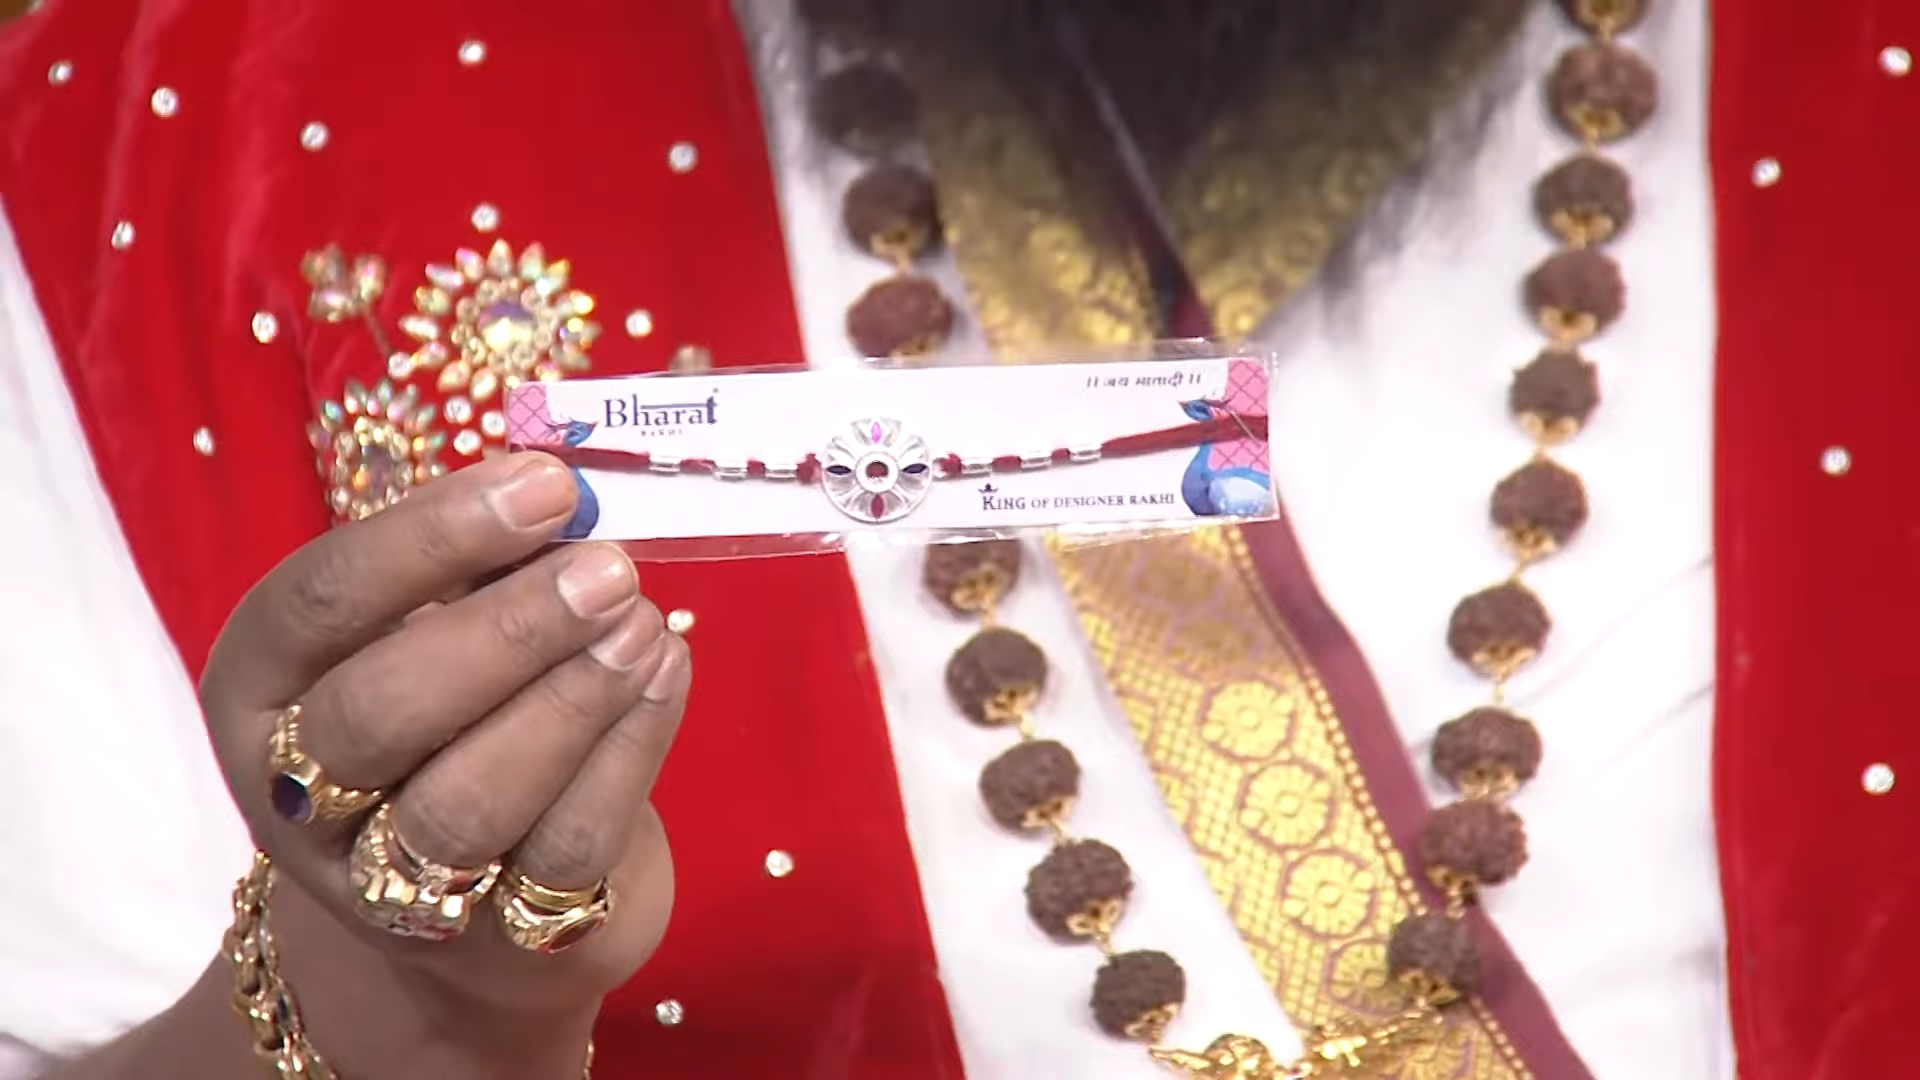 ।। जय मातादी ।।
Bharat
RAKHI
KING OF DESIGNER RAKHI